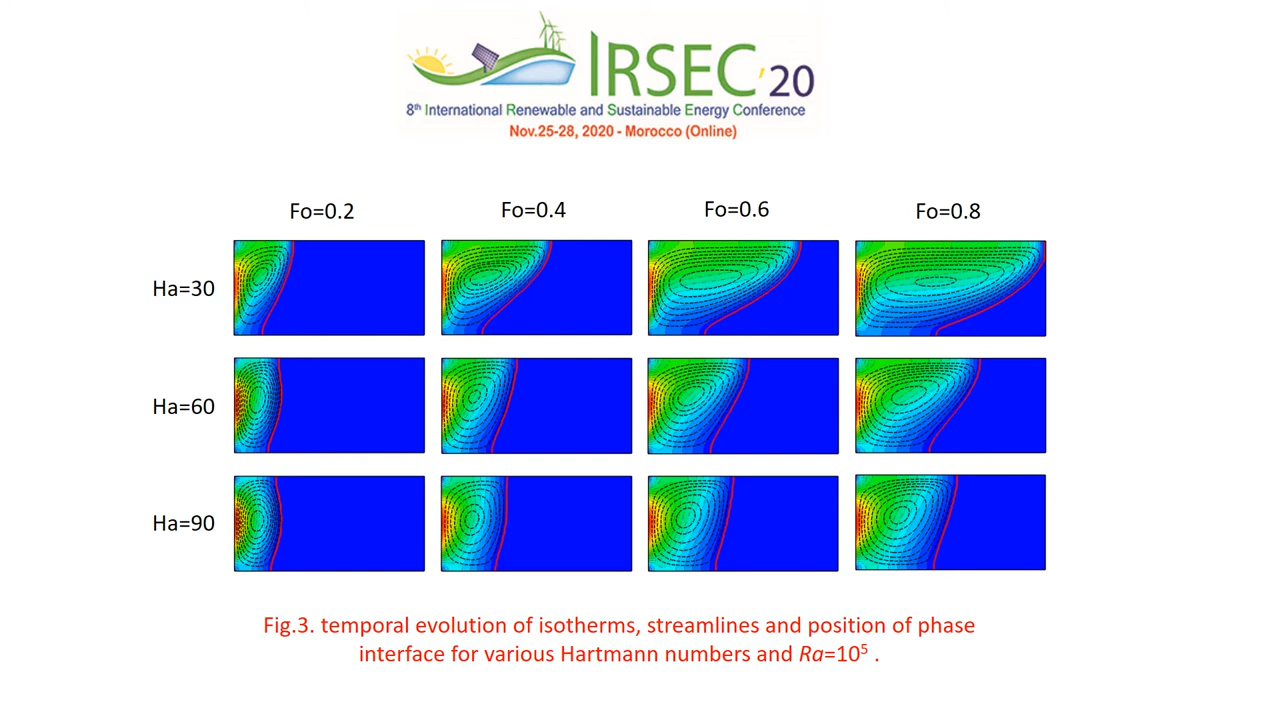 IRSEC'20
8th International Renewable and Sustainable Energy Conference
Nov.25-28, 2020 - Morocco (Online)
Fo=0.2 Fo=0.4 Fo=0.6 Fo=0.8
Ha=30
Ha=60
Ha=90
Fig.3. temporal evolution of isotherms, streamlines and position of phase
interface for various Hartmann numbers and Ra=10⁵ .